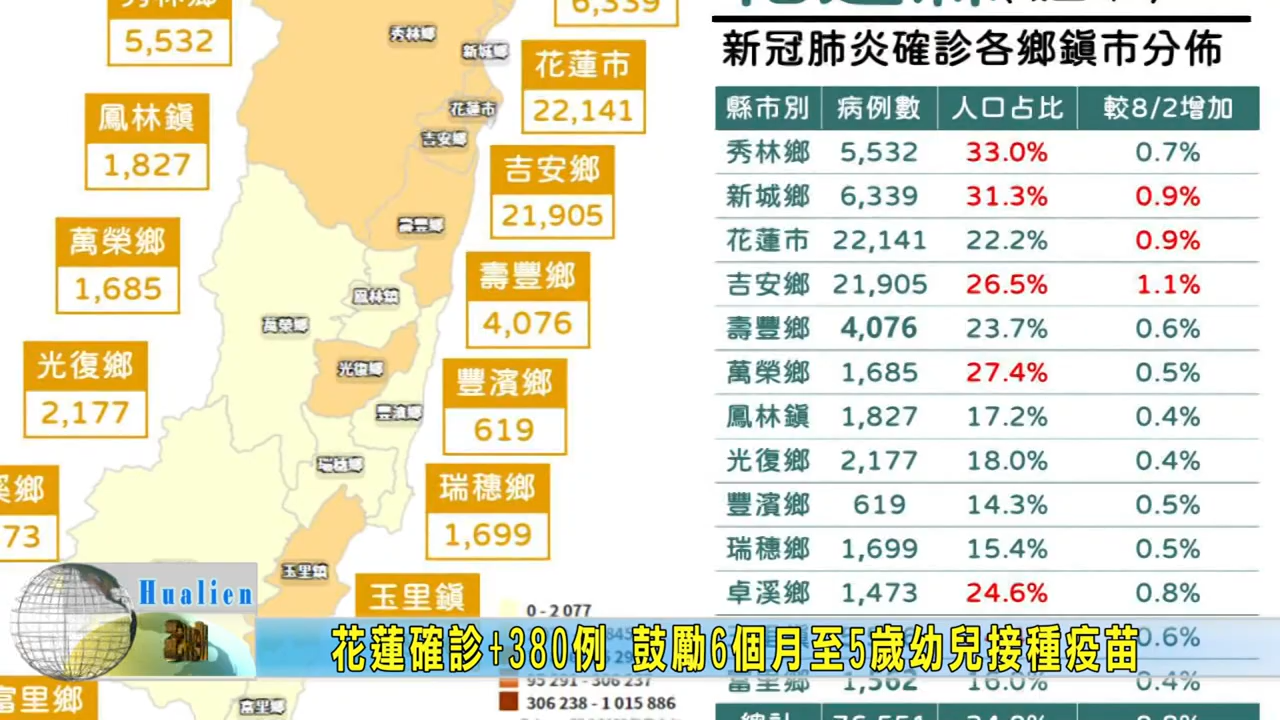 5,532
6,339
秀林鄉
新城鄉
花蓮市
22,141
花蓮市
吉安鄉
鳳林鎮
1,827
吉安鄉
21,905
壽豐鄉
萬榮鄉
1,685
壽豐鄉
4,076
鳳林鎮
萬榮鄉
光復鄉
2,177
光復鄉
豐濱鄉
619
豐濱鄉
瑞穗鄉
瑞穗鄉
1,699
溪鄉
73
玉里鎮
玉里鎮
富里鄉
富里鄉
0 - 2 077
95 291 - 306 237
306 238 - 1 015 886
新冠肺炎確診各鄉鎮市分佈
縣市別 病例數 人口占比 較8/2增加
秀林鄉 5,532 33.0% 0.7%
新城鄉 6,339 31.3% 0.9%
花蓮市 22,141 22.2% 0.9%
吉安鄉 21,905 26.5% 1.1%
壽豐鄉 4,076 23.7% 0.6%
萬榮鄉 1,685 27.4% 0.5%
鳳林鎮 1,827 17.2% 0.4%
光復鄉 2,177 18.0% 0.4%
豐濱鄉 619 14.3% 0.5%
瑞穗鄉 1,699 15.4% 0.5%
卓溪鄉 1,473 24.6% 0.8%
0.6%
富里鄉 1,562 16.0% 0.4%
Hualien
花蓮確診+380例 鼓勵6個月至5歲幼兒接種疫苗